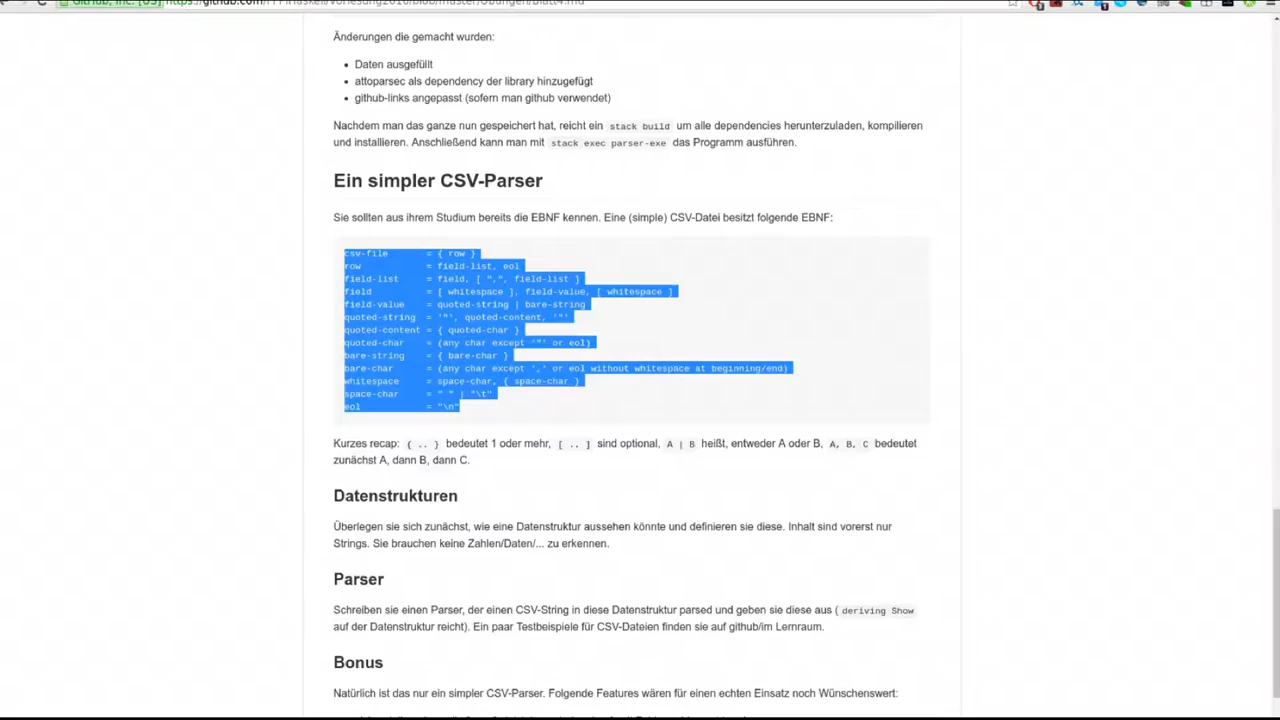 GitHub, Inc. [US]
Änderungen die gemacht wurden:
Daten ausgefüllt
attoparsec als dependency der library hinzugefügt
github-links angepasst (sofern man github verwendet)
Nachdem man das ganze nun gespeichert hat, reicht ein stack build um alle dependencies herunterzuladen, kompilieren
und installieren. Anschließend kann man mit stack exec parser-exe das Programm ausführen.
Ein simpler CSV-Parser
Sie sollten aus ihrem Studium bereits die EBNF kennen. Eine (simple) CSV-Datei besitzt folgende EBNF:
csv-file = { row }
row = field-list, eol
field-list = field, [ ",", field-list ]
field = [ whitespace ], field-value, [ whitespace ]
field-value = quoted-string | bare-string
quoted-string = '"', quoted-content, '"'
quoted-content = { quoted-char }
quoted-char = (any char except '"' or eol)
bare-string = { bare-char }
bare-char = (any char except ',' or eol without whitespace at beginning/end)
whitespace = space-char, { space-char }
space-char = " " | "\t"
eol = "\n"
Kurzes recap: { .. } bedeutet 1 oder mehr, [ .. ] sind optional, A | B heißt, entweder A oder B, A, B, C bedeutet
zunächst A, dann B, dann C.
Datenstrukturen
Überlegen sie sich zunächst, wie eine Datenstruktur aussehen könnte und definieren sie diese. Inhalt sind vorerst nur
Strings. Sie brauchen keine Zahlen/Daten/... zu erkennen.
Parser
Schreiben sie einen Parser, der einen CSV-String in diese Datenstruktur parsed und geben sie diese aus ( deriving Show
auf der Datenstruktur reicht). Ein paar Testbeispiele für CSV-Dateien finden sie auf github/im Lernraum.
Bonus
Natürlich ist das nur ein simpler CSV-Parser. Folgende Features wären für einen echten Einsatz noch Wünschenswert: